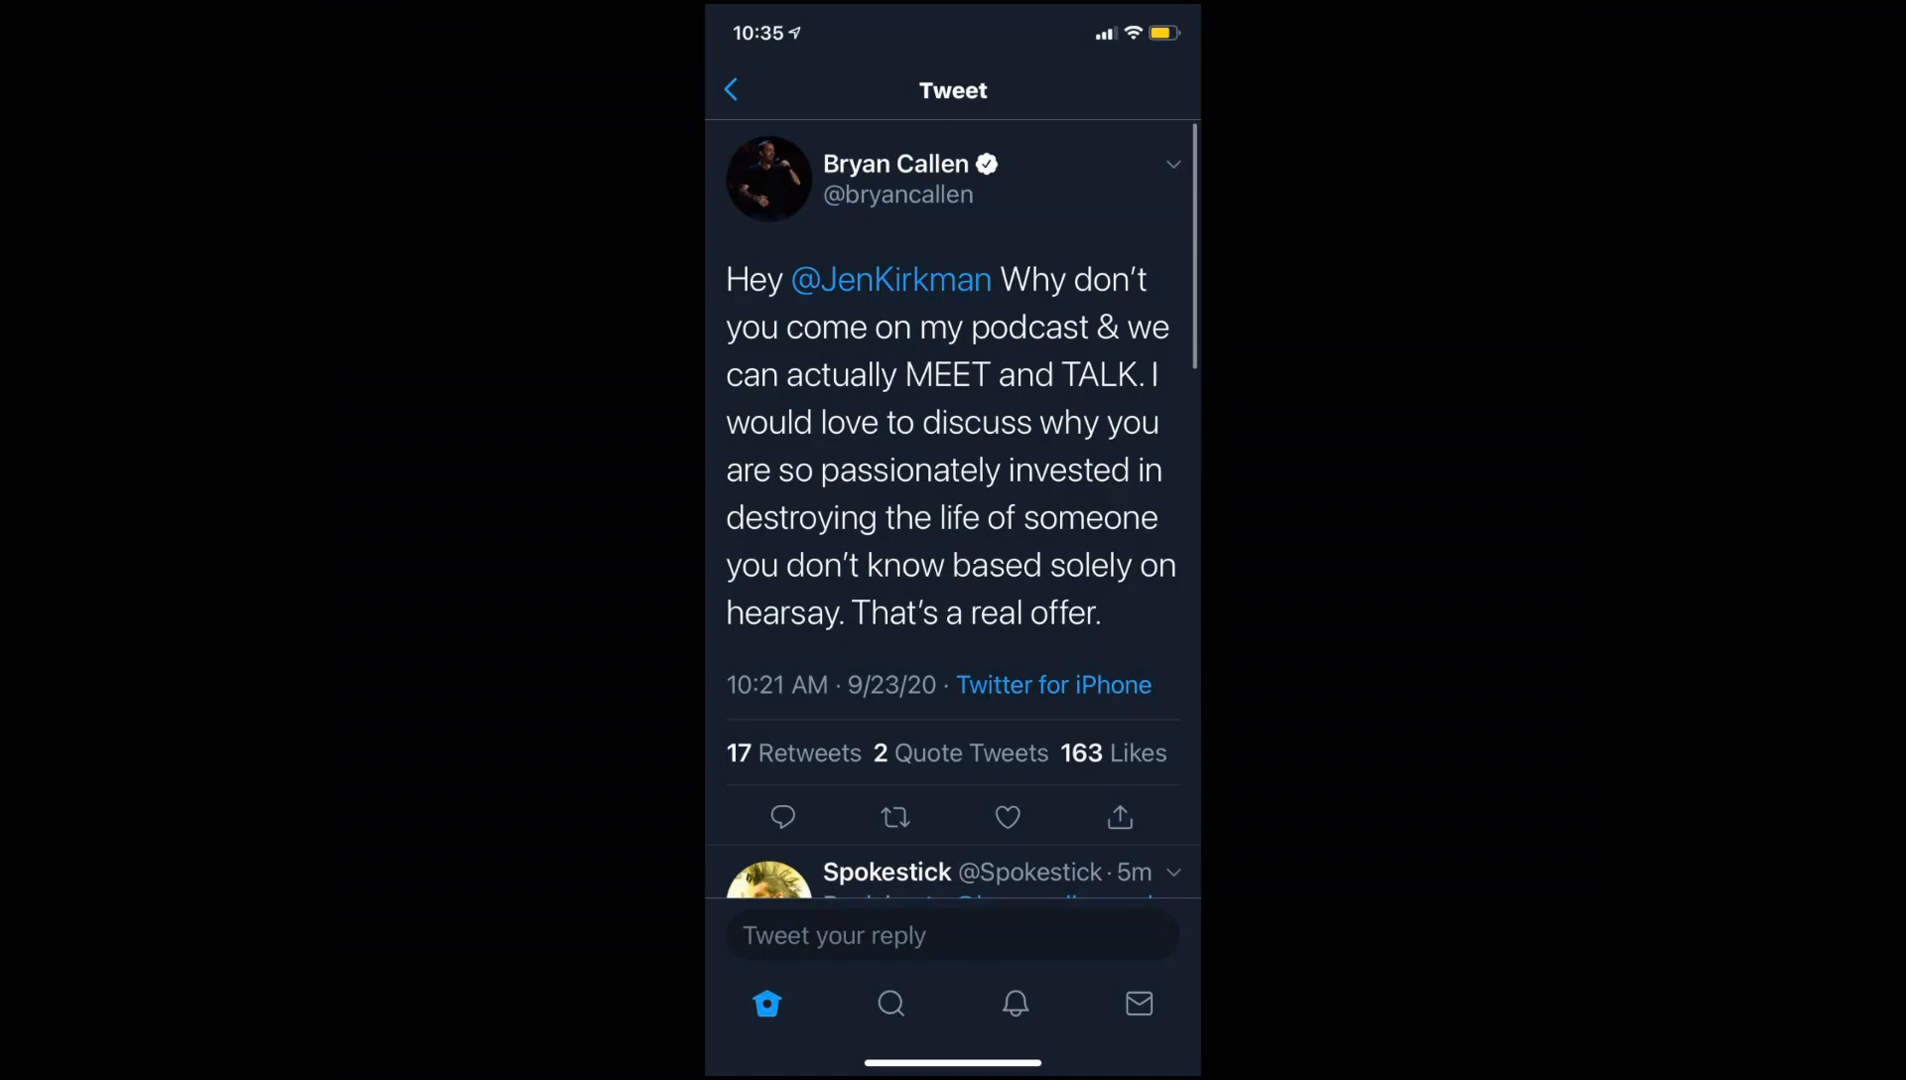 10:35
Tweet
Bryan Callen
@bryancallen
Hey @JenKirkman Why don’t
you come on my podcast & we
can actually MEET and TALK. I
would love to discuss why you
are so passionately invested in
destroying the life of someone
you don’t know based solely on
hearsay. That’s a real offer.
10:21 AM · 9/23/20 · Twitter for iPhone
17 Retweets 2 Quote Tweets 163 Likes
Spokestick @Spokestick · 5m
Tweet your reply